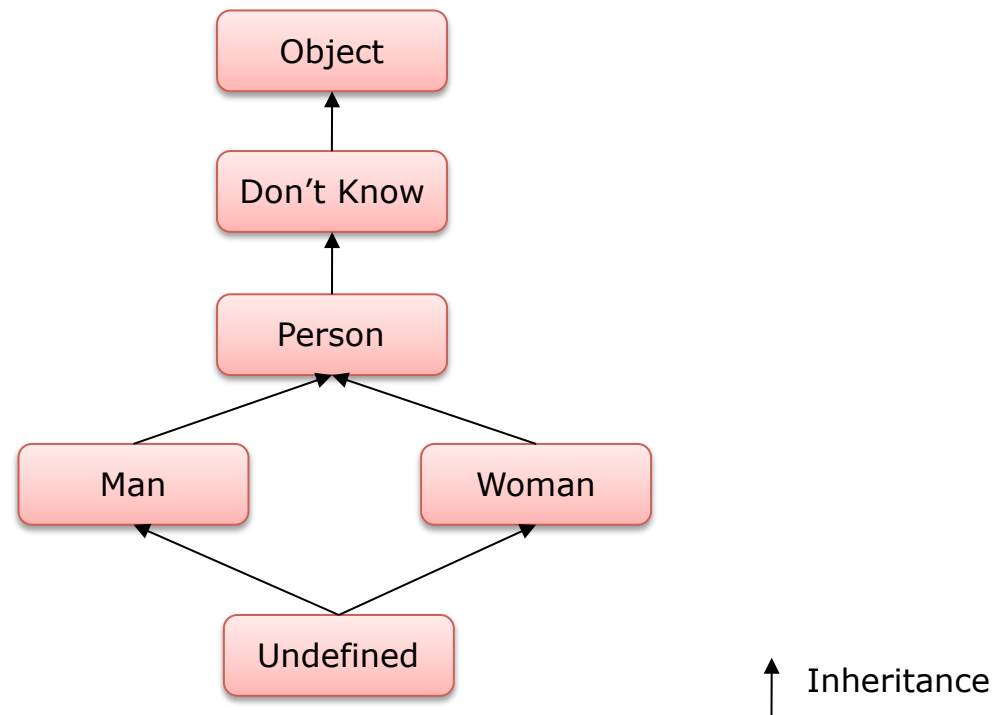 Object
Don’t Know
Person
Man
Woman
Undefined
Inheritance